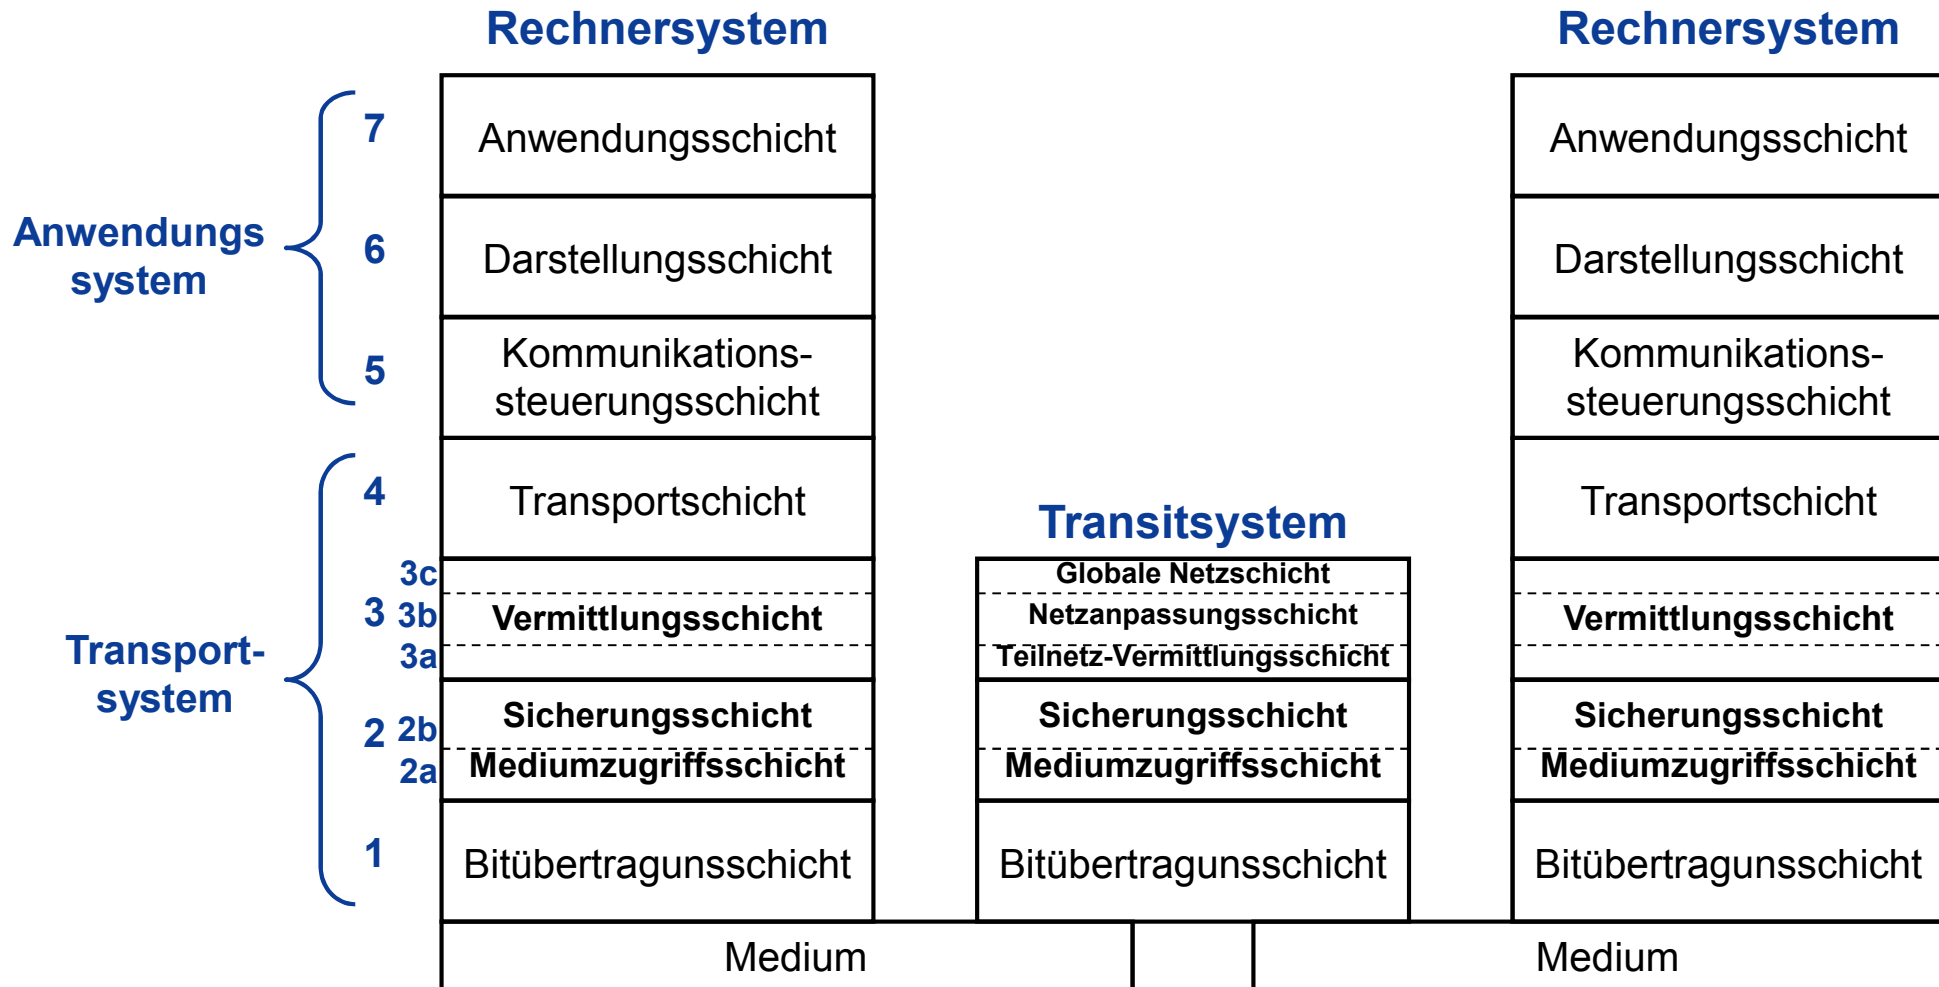 Rechnersystem
Rechnersystem
7
Anwendungsschicht
Anwendungsschicht
Anwendungs
system
6
Darstellungsschicht
Darstellungsschicht
5
Kommunikations-
steuerungsschicht
Kommunikations-
steuerungsschicht
4
Transportschicht
Transportschicht
Transitsystem
Transport-
system
3
3c
3b
3a
Vermittlungsschicht
Globale Netzschicht
Netzanpassungsschicht
Teilnetz-Vermittlungsschicht
Vermittlungsschicht
2
2b
2a
Sicherungsschicht
Mediumzugriffsschicht
Sicherungsschicht
Mediumzugriffsschicht
Sicherungsschicht
Mediumzugriffsschicht
1
Bitübertragunsschicht
Bitübertragunsschicht
Bitübertragunsschicht
Medium
Medium